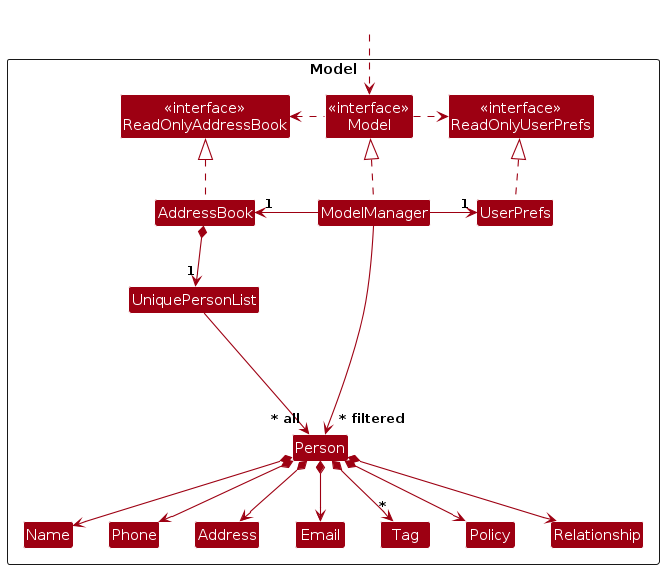 Model
«interface»
ReadOnlyAddressBook
«interface»
Model
«interface»
ReadOnlyUserPrefs
AddressBook
1
ModelManager
1
UserPrefs
1
UniquePersonList
* all
* filtered
Person
*
Name
Phone
Address
Email
Tag
Policy
Relationship